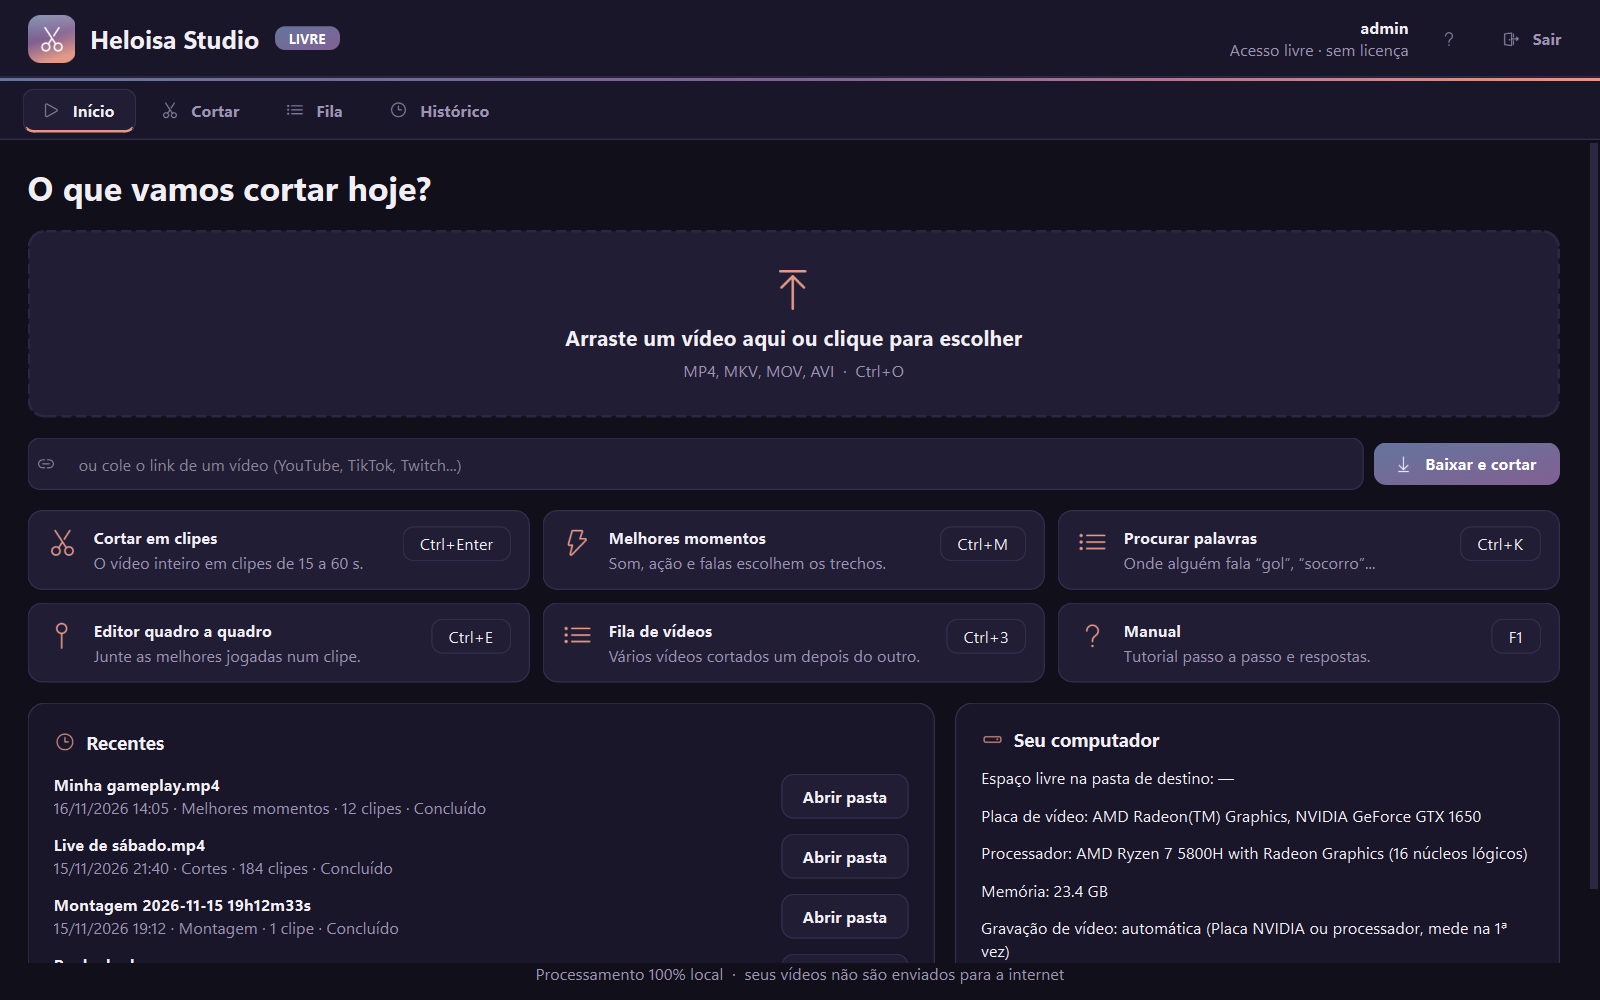 Heloisa Studio LIVRE
admin
Acesso livre · sem licença
? Sair
Início Cortar Fila Histórico
O que vamos cortar hoje?
Arraste um vídeo aqui ou clique para escolher
MP4, MKV, MOV, AVI · Ctrl+O
ou cole o link de um vídeo (YouTube, TikTok, Twitch...)
Baixar e cortar
Cortar em clipes
O vídeo inteiro em clipes de 15 a 60 s.
Ctrl+Enter
Melhores momentos
Som, ação e falas escolhem os trechos.
Ctrl+M
Procurar palavras
Onde alguém fala “gol”, “socorro”...
Ctrl+K
Editor quadro a quadro
Junte as melhores jogadas num clipe.
Ctrl+E
Fila de vídeos
Vários vídeos cortados um depois do outro.
Ctrl+3
? Manual
Tutorial passo a passo e respostas.
F1
Recentes
Minha gameplay.mp4
16/11/2026 14:05 · Melhores momentos · 12 clipes · Concluído
Abrir pasta
Live de sábado.mp4
15/11/2026 21:40 · Cortes · 184 clipes · Concluído
Abrir pasta
Montagem 2026-11-15 19h12m33s
15/11/2026 19:12 · Montagem · 1 clipe · Concluído
Abrir pasta
Seu computador
Espaço livre na pasta de destino: —
Placa de vídeo: AMD Radeon(TM) Graphics, NVIDIA GeForce GTX 1650
Processador: AMD Ryzen 7 5800H with Radeon Graphics (16 núcleos lógicos)
Memória: 23.4 GB
Gravação de vídeo: automática (Placa NVIDIA ou processador, mede na 1ª
vez)
Processamento 100% local · seus vídeos não são enviados para a internet